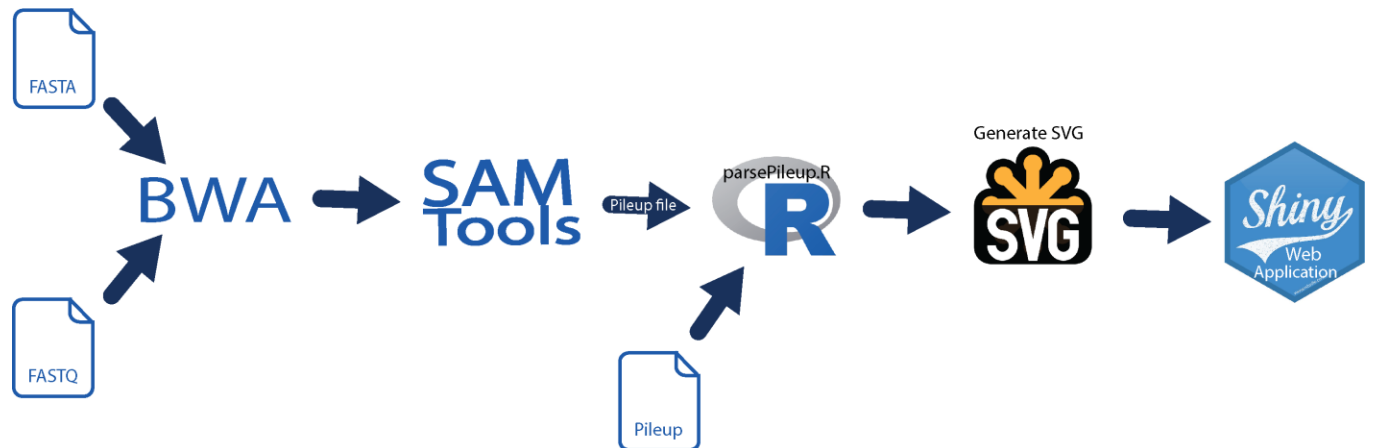 FASTA
FASTQ
BWA
SAM
Tools
Pileup file
parsePileup.R
R
Pileup
Generate SVG
SVG
Shiny
Web
Application